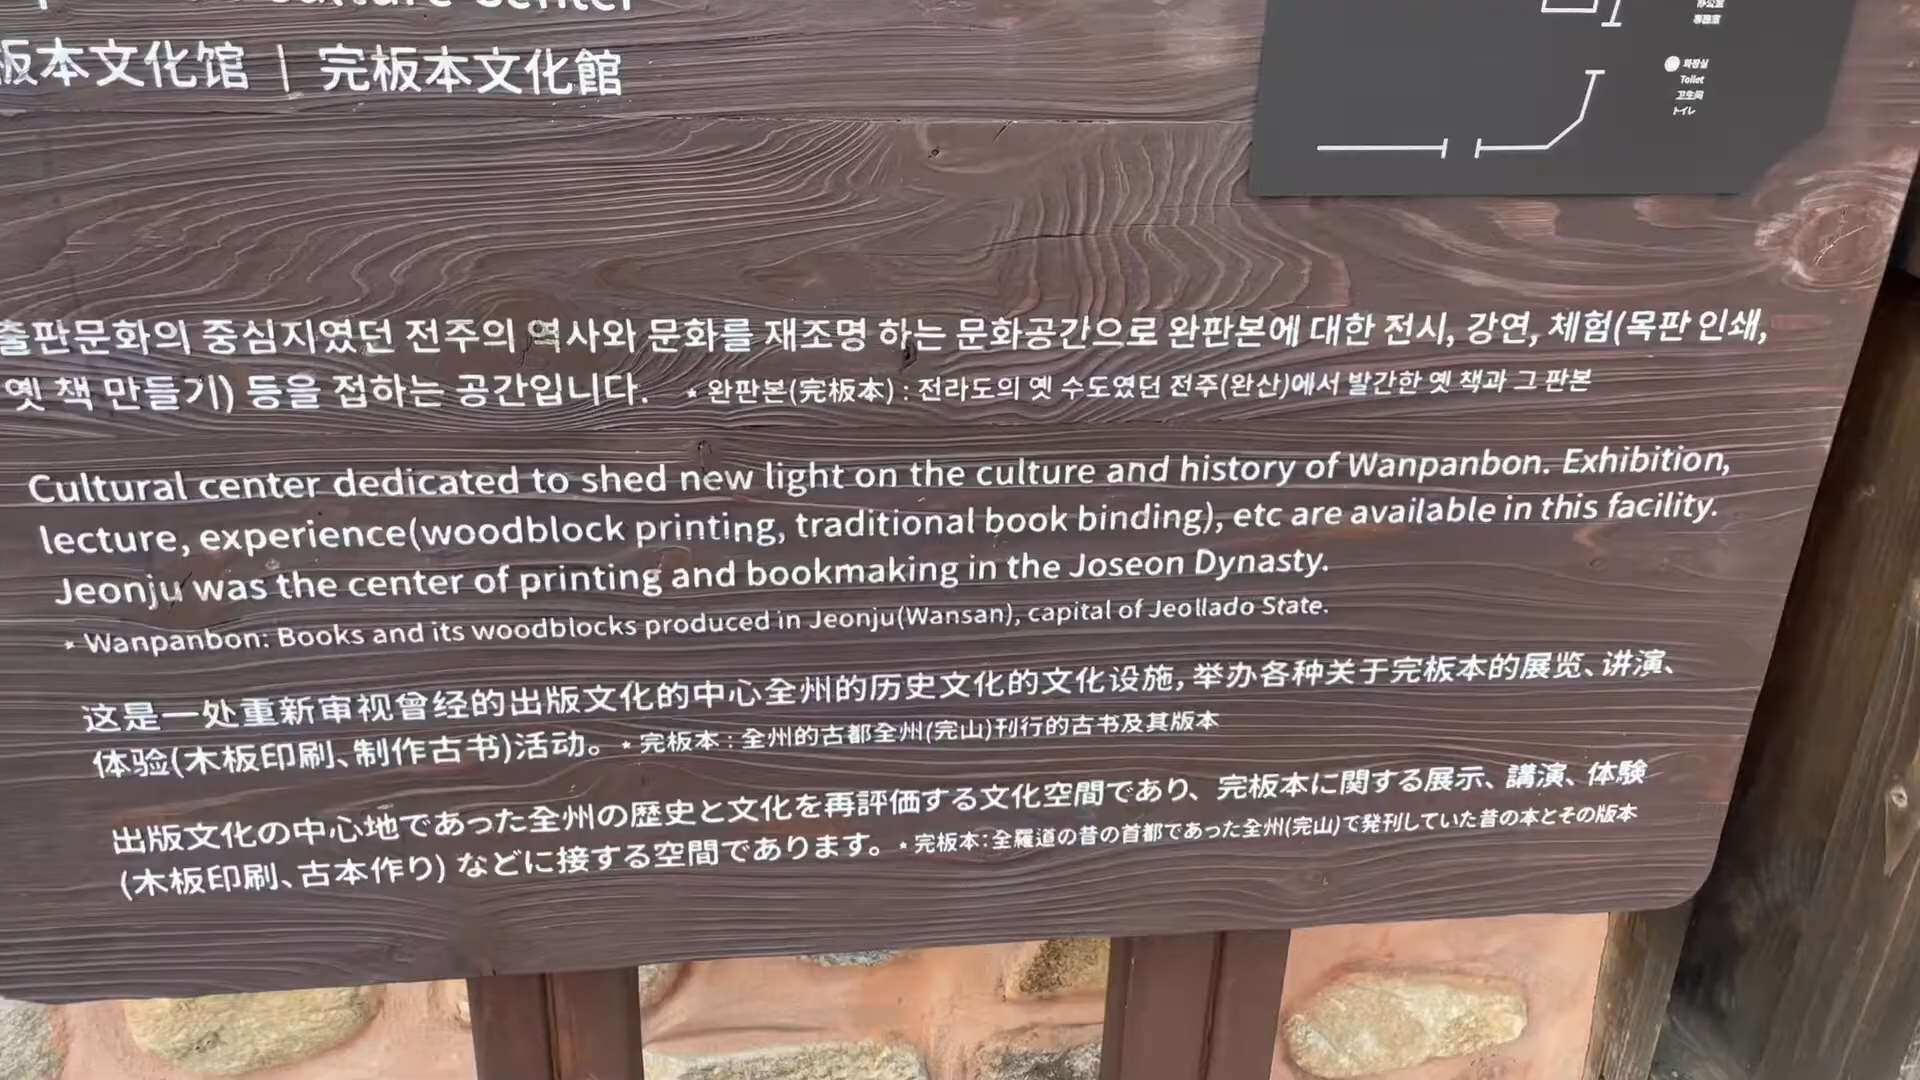 Culture Center
板本文化馆 | 完板本文化館
事務室
화장실
Toilet
卫生间
トイレ
출판문화의 중심지였던 전주의 역사와 문화를 재조명 하는 문화공간으로 완판본에 대한 전시, 강연, 체험(목판 인쇄,
옛 책 만들기) 등을 접하는 공간입니다. * 완판본(完板本) : 전라도의 옛 수도였던 전주(완산)에서 발간한 옛 책과 그 판본
Cultural center dedicated to shed new light on the culture and history of Wanpanbon. Exhibition,
lecture, experience(woodblock printing, traditional book binding), etc are available in this facility.
Jeonju was the center of printing and bookmaking in the Joseon Dynasty.
* Wanpanbon: Books and its woodblocks produced in Jeonju(Wansan), capital of Jeollado State.
这是一处重新审视曾经的出版文化的中心全州的历史文化的文化设施, 举办各种关于完板本的展览、讲演、
体验(木板印刷、制作古书)活动。 * 完板本 : 全州的古都全州(完山)刊行的古书及其版本
出版文化の中心地であった全州の歴史と文化を再評価する文化空間であり、完板本に関する展示、講演、体験
(木板印刷、古本作り) などに接する空間であります。 * 完板本: 全羅道の昔の首都であった全州(完山)で発刊していた昔の本とその版本